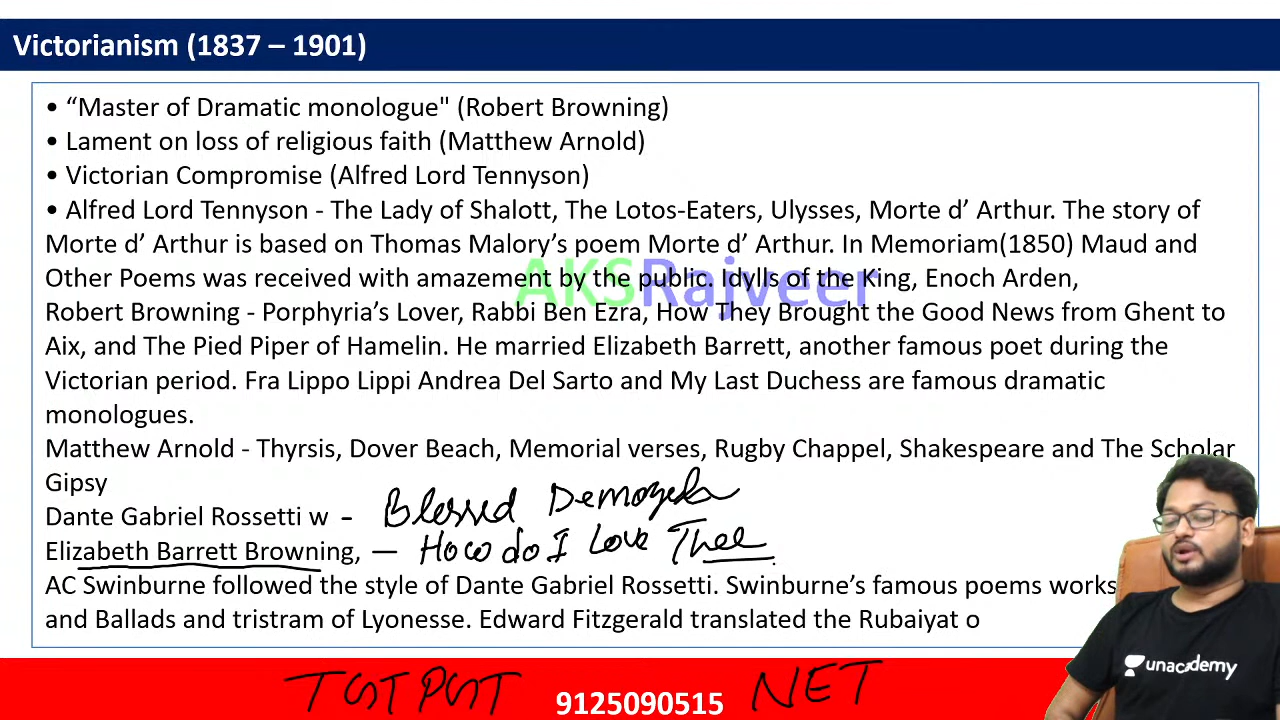 Victorianism (1837 – 1901)
• “Master of Dramatic monologue" (Robert Browning)
• Lament on loss of religious faith (Matthew Arnold)
• Victorian Compromise (Alfred Lord Tennyson)
• Alfred Lord Tennyson - The Lady of Shalott, The Lotos-Eaters, Ulysses, Morte d’ Arthur. The story of
Morte d’ Arthur is based on Thomas Malory’s poem Morte d’ Arthur. In Memoriam(1850) Maud and
Other Poems was received with amazement by the public. Idylls of the King, Enoch Arden,
AKSRajveer
Robert Browning - Porphyria’s Lover, Rabbi Ben Ezra, How They Brought the Good News from Ghent to
Aix, and The Pied Piper of Hamelin. He married Elizabeth Barrett, another famous poet during the
Victorian period. Fra Lippo Lippi Andrea Del Sarto and My Last Duchess are famous dramatic
monologues.
Matthew Arnold - Thyrsis, Dover Beach, Memorial verses, Rugby Chappel, Shakespeare and The Scholar
Gipsy
Dante Gabriel Rossetti w - Blessed
Elizabeth Barrett Browning, — How do I Love Thee
AC Swinburne followed the style of Dante Gabriel Rossetti. Swinburne’s famous poems works
and Ballads and tristram of Lyonesse. Edward Fitzgerald translated the Rubaiyat o
unacademy
TGT PGT 9125090515 NET